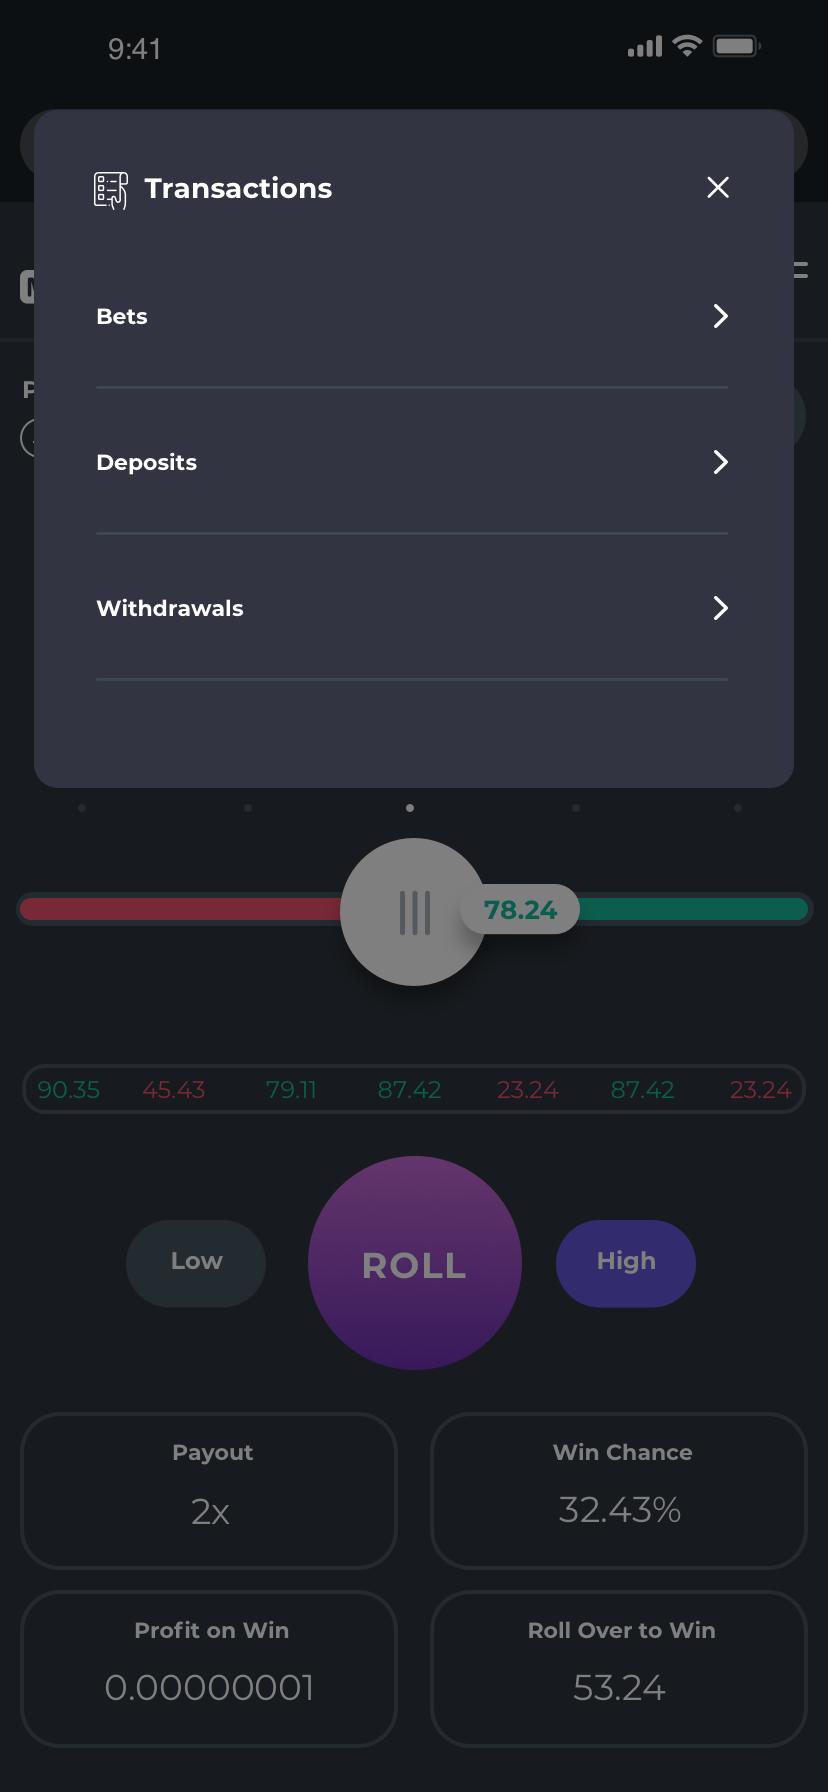 9:41
Transactions
Bets
Deposits
Withdrawals
78.24
90.35 45.43 79.11 87.42 23.24 87.42 23.24
Low ROLL High
Payout Win Chance
2x 32.43%
Profit on Win Roll Over to Win
0.00000001 53.24